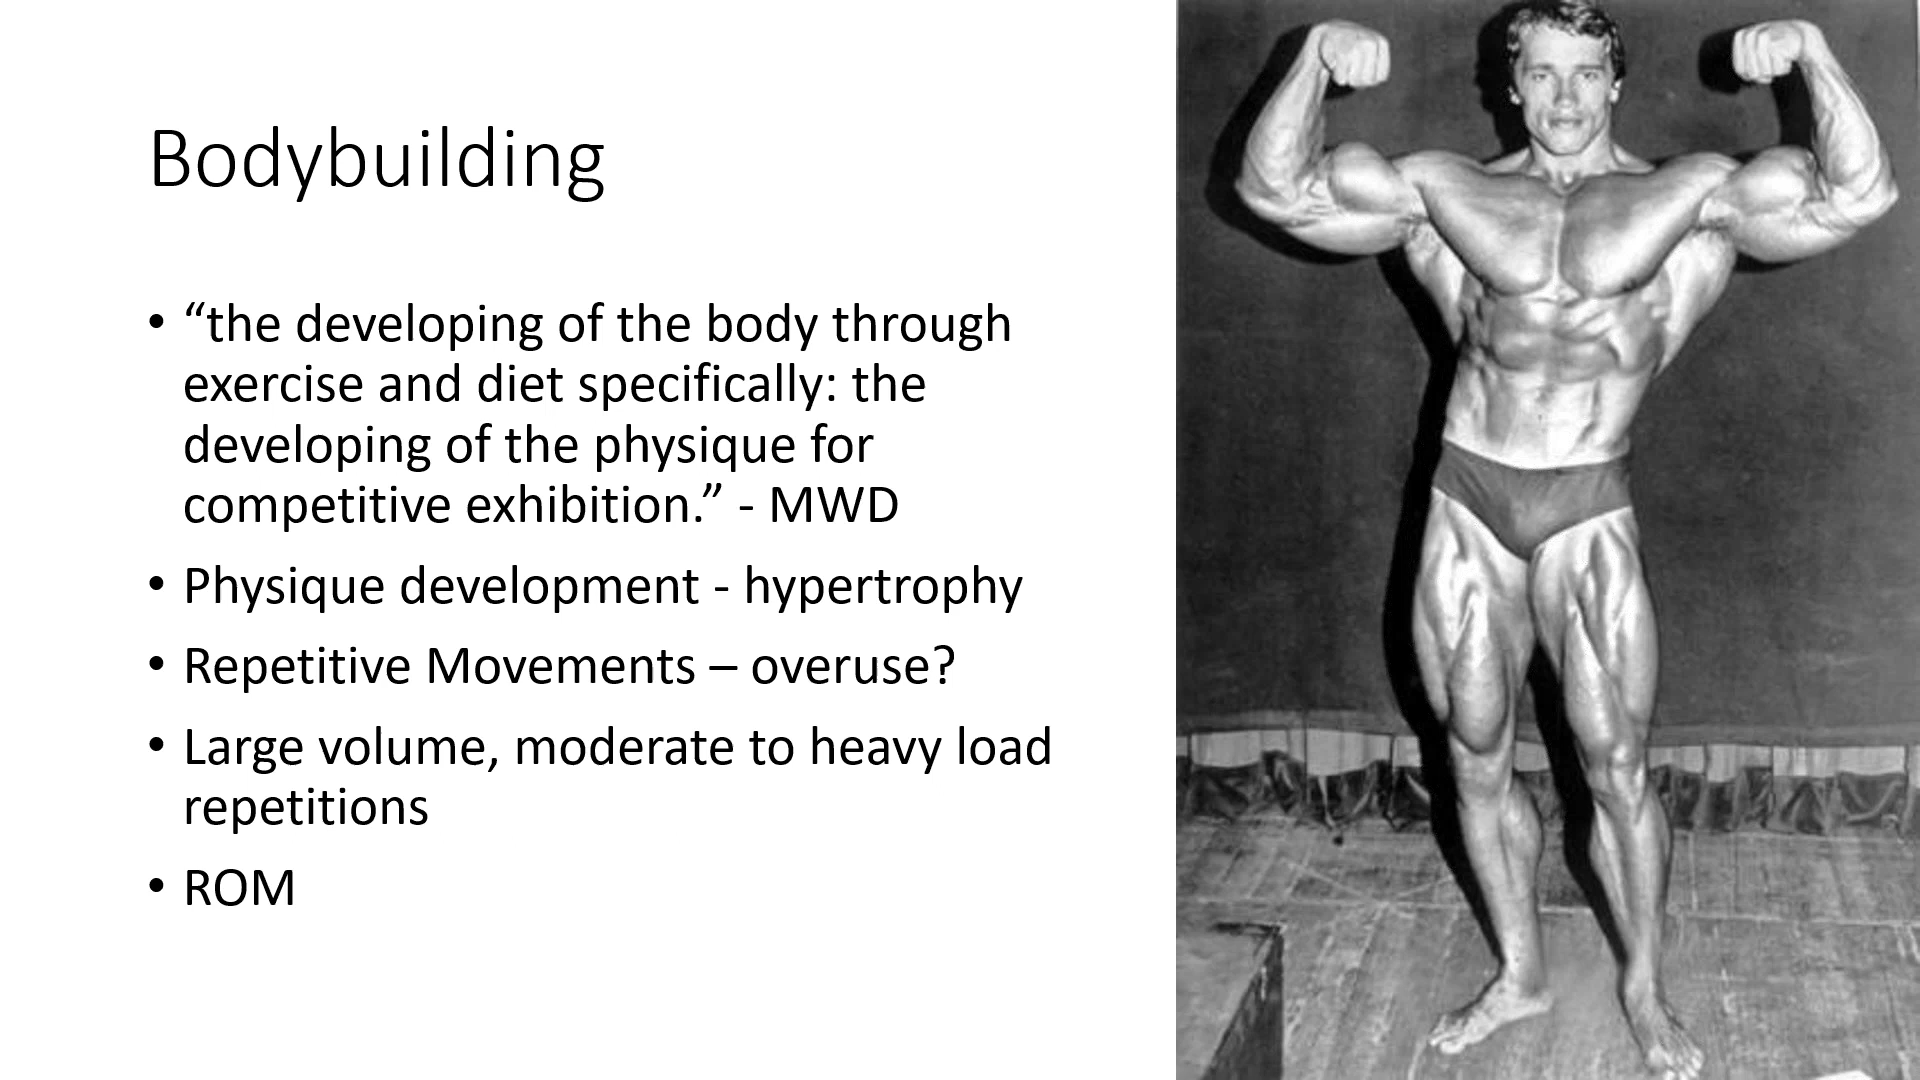 Bodybuilding
• “the developing of the body through
exercise and diet specifically: the
developing of the physique for
competitive exhibition.” - MWD
• Physique development - hypertrophy
• Repetitive Movements – overuse?
• Large volume, moderate to heavy load
repetitions
• ROM